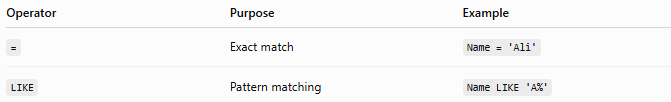 Operator Purpose Example
= Exact match Name = 'Ali'
LIKE Pattern matching Name LIKE 'A%'